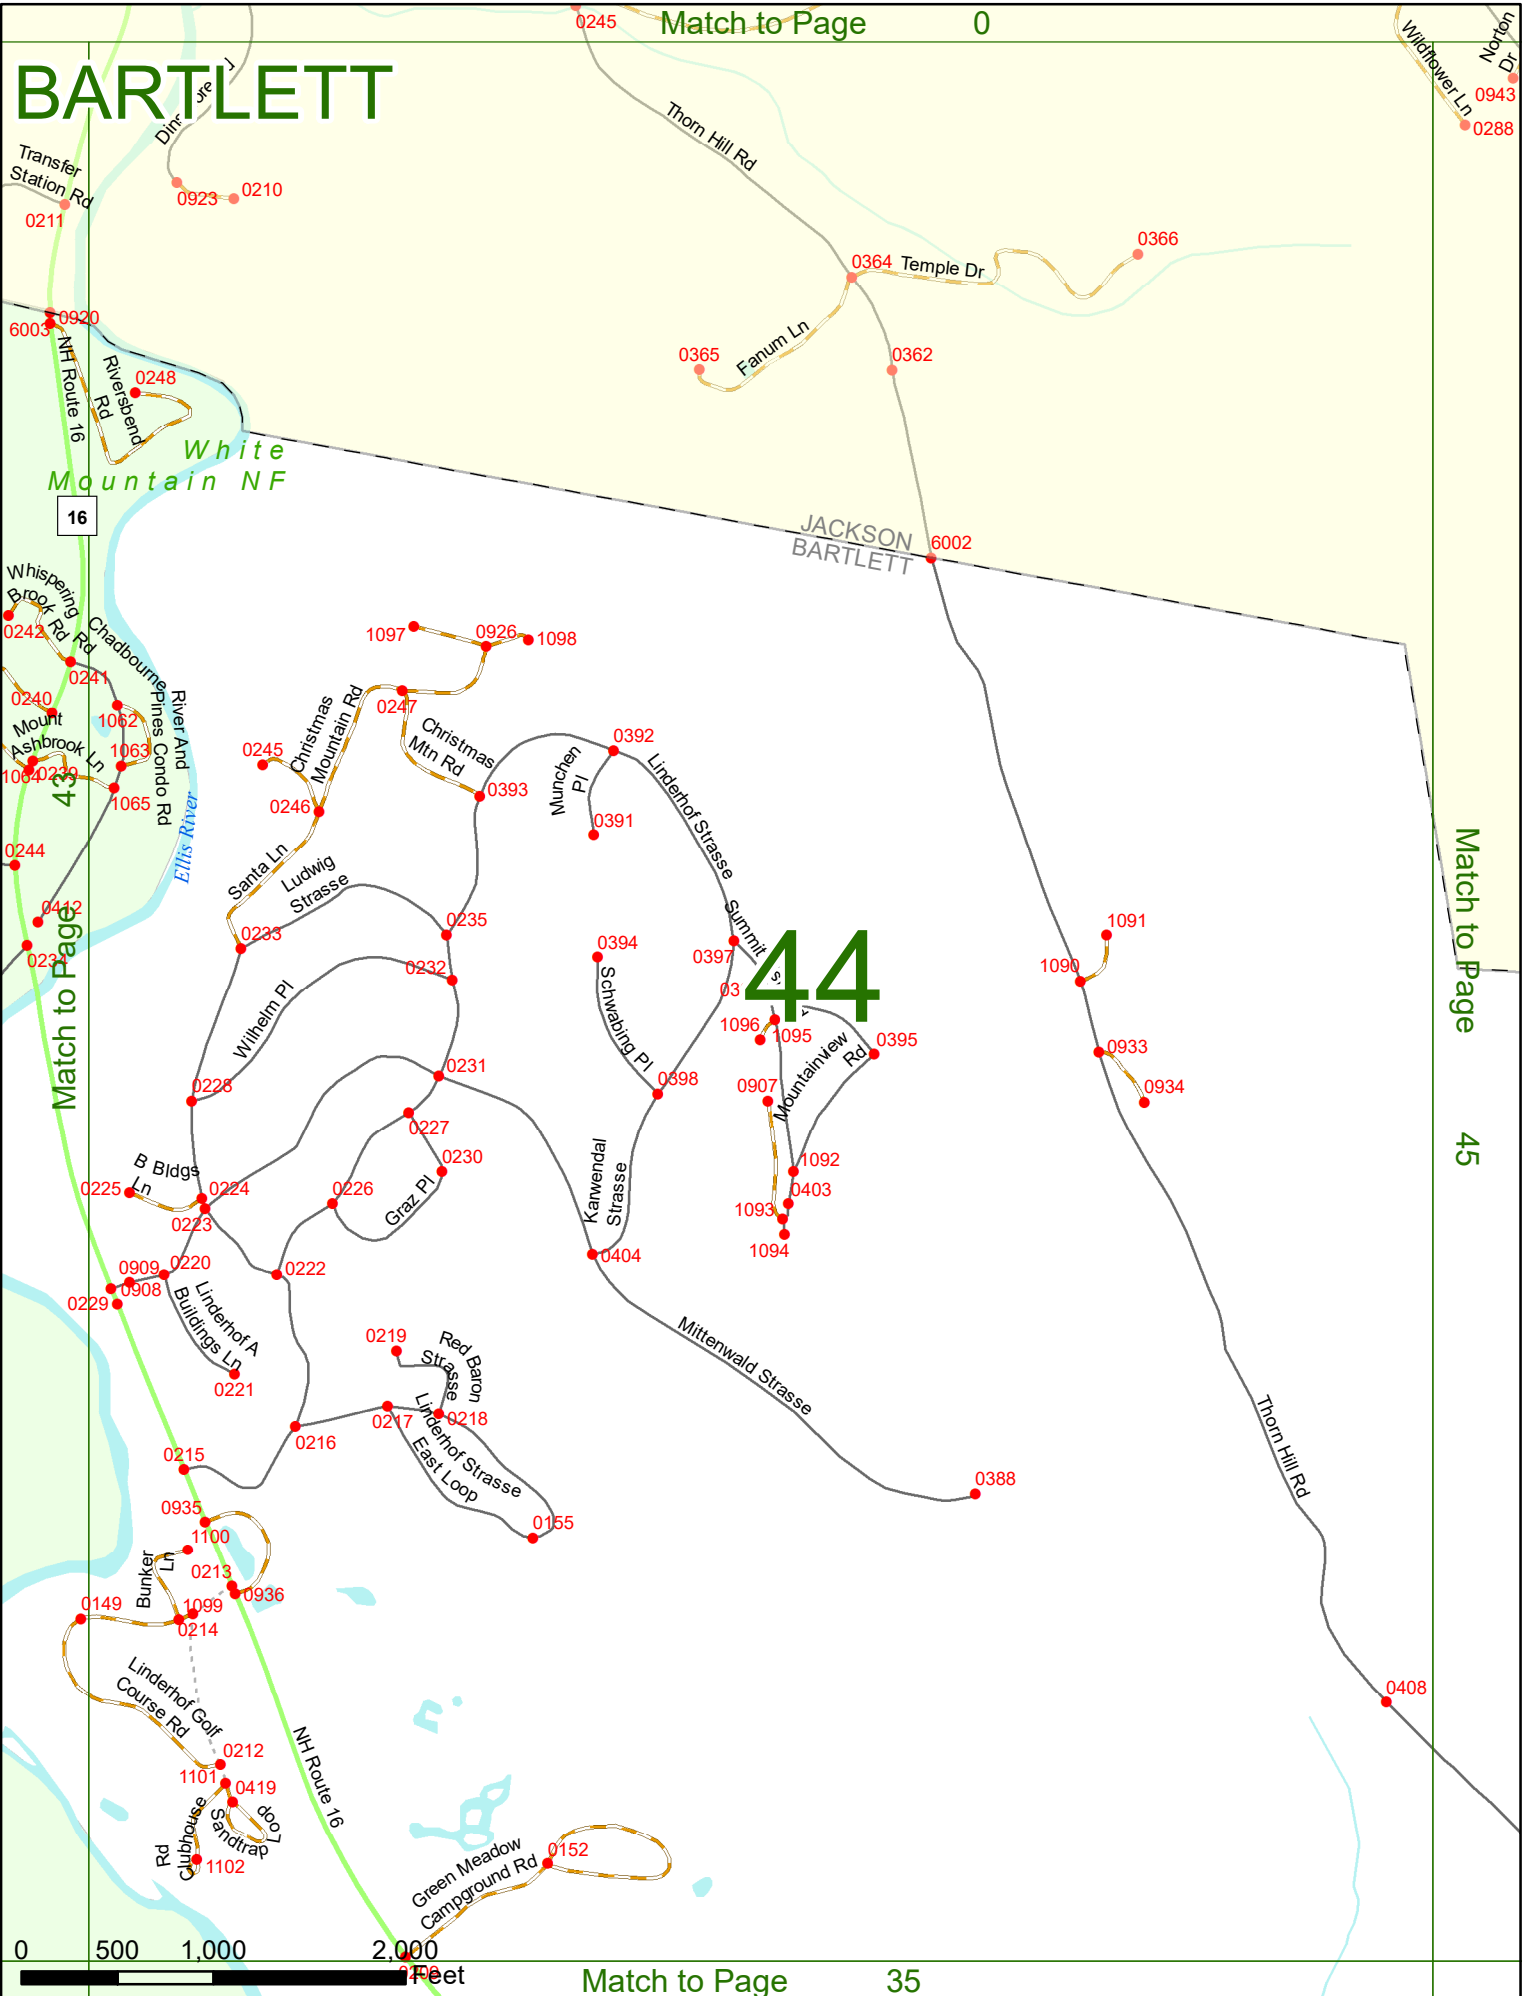 0245
Match to Page 0
BARTLETT
Wildflower Ln
Norton
Dr
0943
0288
Transfer
Station Rd
0211
0923
0210
Thorn Hill Rd
0364
Temple Dr
0366
0920
6003
NH Route 16
Riversbend
Rd
0248
0365
Fanum Ln
0362
White
Mountain NF
16
JACKSON
BARTLETT
6002
Whispering
Brook Rd
0242
Chadbourne
Rd
0241
1097
0926
1098
0240
1062
River And
Pines Condo Rd
Mount
Ashbrook Ln
1063
1064
0239
1065
43
Match to Page
Ellis River
0247
Christmas
Mountain Rd
Christmas
Mtn Rd
0245
0246
0393
0392
Munchen
Pl
0391
Linderhof Strasse
0244
0412
0234
Santa Ln
Ludwig
Strasse
0233
0235
0232
Wilhelm Pl
0394
Schwabing Pl
0397
Summit
44
03
1096
1095
0395
Mountainview
Rd
0907
1091
1090
0933
0934
Match to Page
45
0228
0231
0227
0398
0230
B Bldgs
Ln
0225
0224
0223
0226
Graz Pl
Karwendal
Strasse
1092
0403
1093
1094
0404
0909
0908
0220
0229
0222
Linderhof A
Buildings Ln
0221
0219
Red Baron
Strasse
Mittenwald Strasse
0217
0218
0216
Linderhof Strasse
East Loop
0155
0388
Thorn Hill Rd
0215
0935
1100
0213
0936
Bunker
Ln
0149
1099
0214
Linderhof Golf
Course Rd
0212
1101
0419
Sandtrap
Loop
Clubhouse
Rd
1102
NH Route 16
0408
Green Meadow
Campground Rd
0152
0209
0 500 1,000 2,000
Feet
Match to Page 35